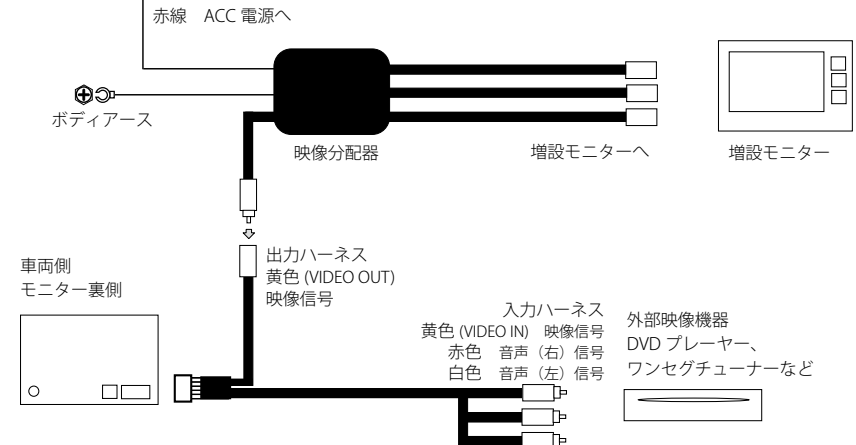 赤線　ACC 電源へ
ボディアース
映像分配器
増設モニターへ
増設モニター
出力ハーネス
黄色 (VIDEO OUT)
映像信号
車両側
モニター裏側
入力ハーネス
黄色 (VIDEO IN)　映像信号
赤色　音声（右）信号
白色　音声（左）信号
外部映像機器
DVD プレーヤー、
ワンセグチューナーなど